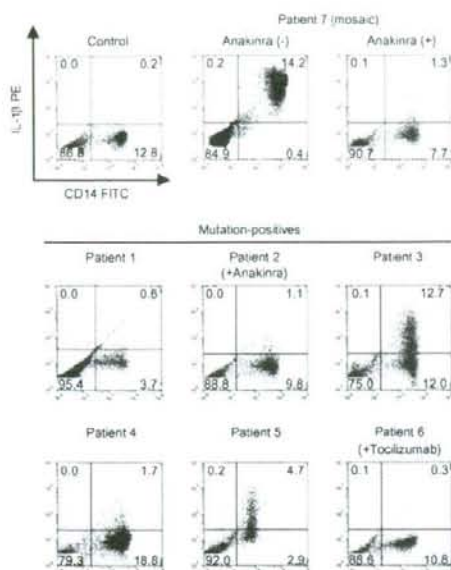 Patient 7 (mosaic)
Control
Anakinra (-)
Anakinra (+)
0.0 0.2
86.8 12.8
0.2 14.2
84.9 0.4
0.1 1.3
90.7 7.7
IL-1β PE
CD14 FITC
Mutation-positives
Patient 1
Patient 2
(+Anakinra)
Patient 3
0.0 0.6
95.4 3.7
0.0 1.1
88.8 9.8
0.1 12.7
75.0 12.0
Patient 4
Patient 5
Patient 6
(+Tocilizumab)
0.0 1.7
79.3 18.8
0.2 4.7
92.0 2.9
0.1 0.3
88.6 10.8